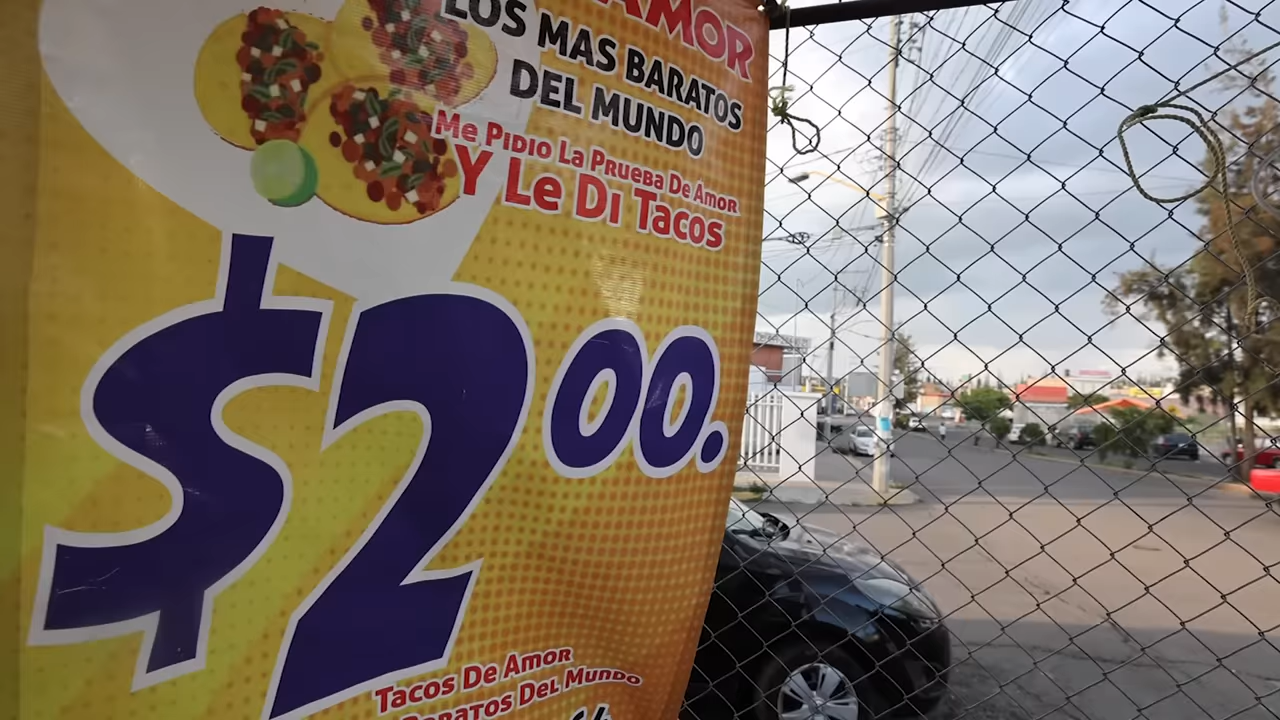 AMOR
LOS MAS BARATOS
DEL MUNDO
Me Pidio La Prueba De Amor
Y Le Di Tacos
$2.00.
Tacos De Amor
Baratos Del Mundo